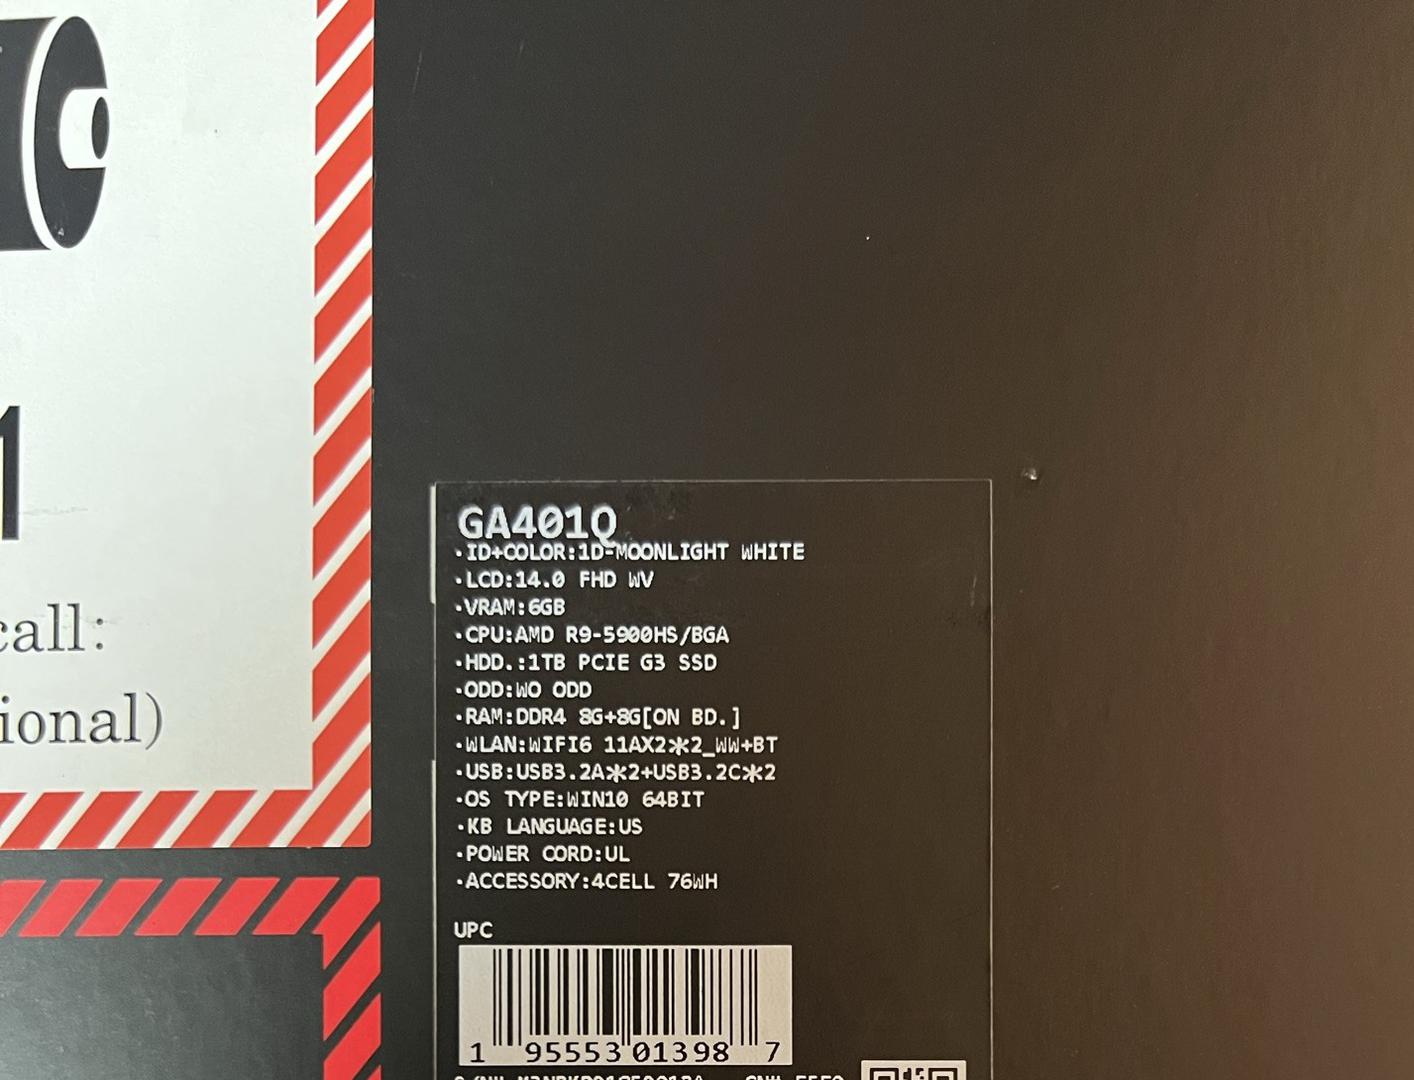 1
call:
ional)
GA401Q
·ID+COLOR:1D-MOONLIGHT WHITE
·LCD:14.0 FHD WV
·VRAM:6GB
·CPU:AMD R9-5900HS/BGA
·HDD.:1TB PCIE G3 SSD
·ODD:WO ODD
·RAM:DDR4 8G+8G[ON BD.]
·WLAN:WIFI6 11AX2*2_WW+BT
·USB:USB3.2A*2+USB3.2C*2
·OS TYPE:WIN10 64BIT
·KB LANGUAGE:US
·POWER CORD:UL
·ACCESSORY:4CELL 76WH
UPC
1 95553 01398 7